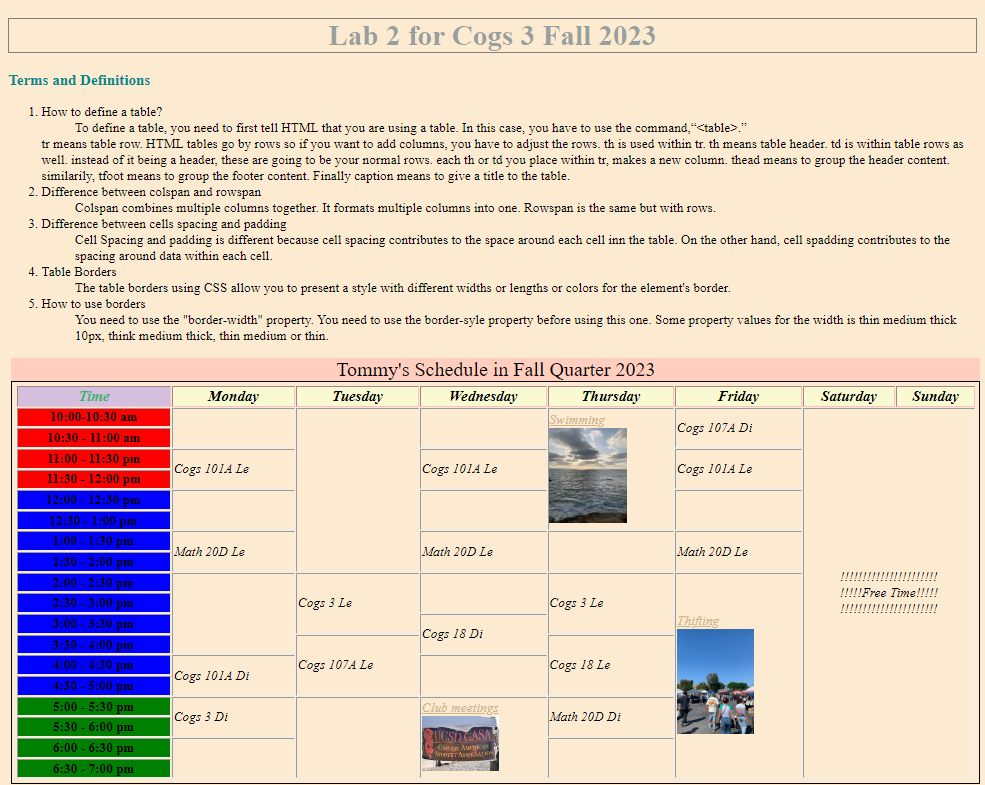 Lab 2 for Cogs 3 Fall 2023
Terms and Definitions
1. How to define a table?
To define a table, you need to first tell HTML that you are using a table. In this case, you have to use the command,“<table>.”
tr means table row. HTML tables go by rows so if you want to add columns, you have to adjust the rows. th is used within tr. th means table header. td is within table rows as
well. instead of it being a header, these are going to be your normal rows. each th or td you place within tr, makes a new column. thead means to group the header content.
similarily, tfoot means to group the footer content. Finally caption means to give a title to the table.
2. Difference between colspan and rowspan
Colspan combines multiple columns together. It formats multiple columns into one. Rowspan is the same but with rows.
3. Difference between cells spacing and padding
Cell Spacing and padding is different because cell spacing contributes to the space around each cell inn the table. On the other hand, cell spadding contributes to the
spacing around data within each cell.
4. Table Borders
The table borders using CSS allow you to present a style with different widths or lengths or colors for the element's border.
5. How to use borders
You need to use the "border-width" property. You need to use the border-syle property before using this one. Some property values for the width is thin medium thick
10px, think medium thick, thin medium or thin.
Tommy's Schedule in Fall Quarter 2023
Time Monday Tuesday Wednesday Thursday Friday Saturday Sunday
10:00-10:30 am Swimming Cogs 107A Di
10:30 - 11:00 am
11:00 - 11:30 pm Cogs 101A Le Cogs 101A Le Cogs 101A Le
11:30 - 12:00 pm
12:00 - 12:30 pm
12:30 - 1:00 pm
1:00 - 1:30 pm Math 20D Le Math 20D Le Math 20D Le
1:30 - 2:00 pm
2:00 - 2:30 pm Cogs 3 Le Cogs 3 Le Thifting !!!!!!!!!!!!!!!!!!!!!!
!!!!!Free Time!!!!!
!!!!!!!!!!!!!!!!!!!!!!
2:30 - 3:00 pm
3:00 - 3:30 pm Cogs 18 Di
3:30 - 4:00 pm Cogs 107A Le Cogs 18 Le
4:00 - 4:30 pm Cogs 101A Di
4:30 - 5:00 pm
5:00 - 5:30 pm Cogs 3 Di Club meetings Math 20D Di
UCSD CASA
Chinese American
Student Association
5:30 - 6:00 pm
6:00 - 6:30 pm
6:30 - 7:00 pm